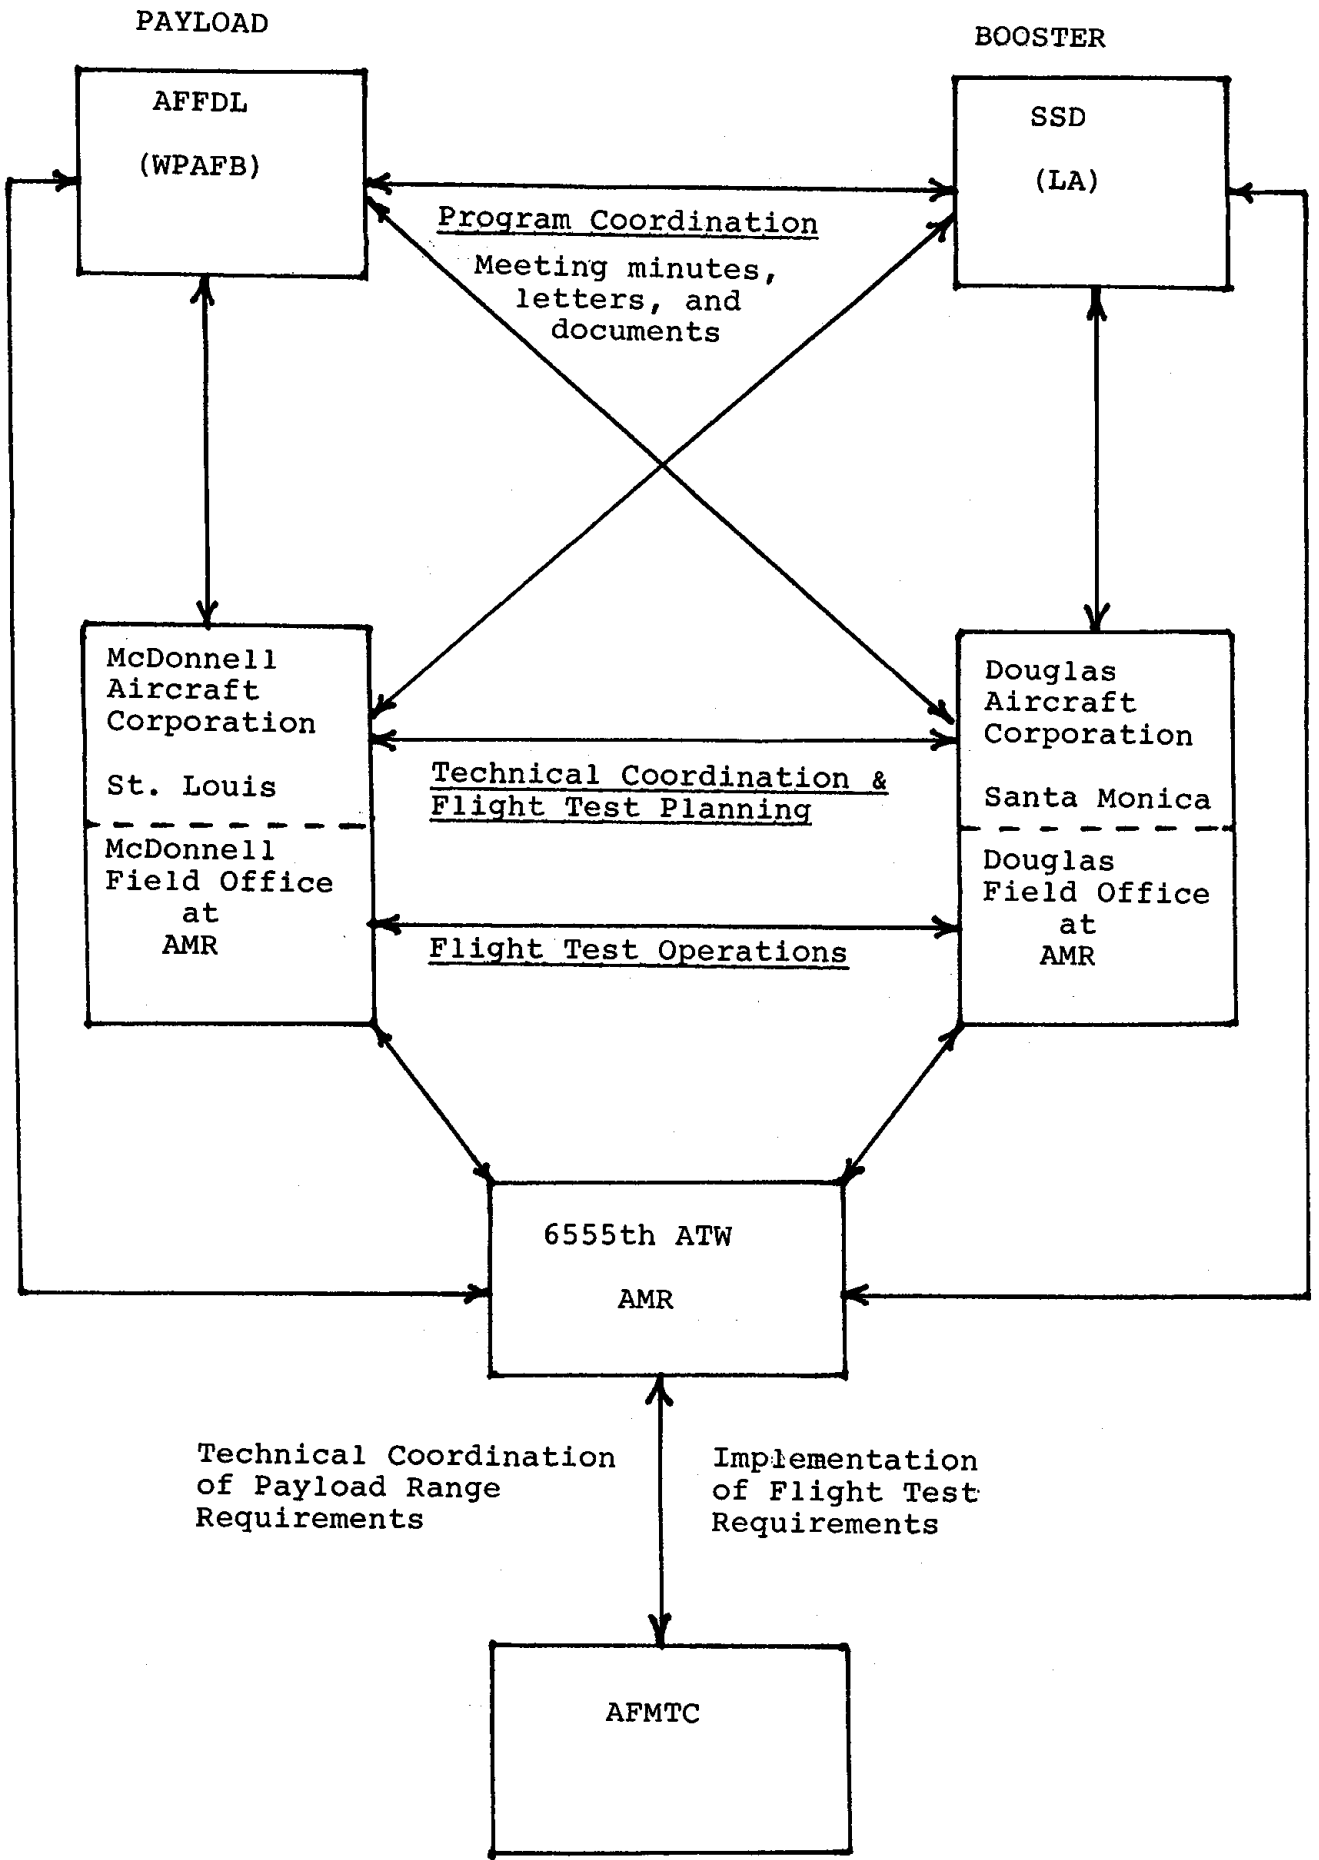 PAYLOAD
BOOSTER
AFFDL
(WPAFB)
SSD
(LA)
Program Coordination
Meeting minutes,
letters, and
documents
McDonnell
Aircraft
Corporation
St. Louis
McDonnell
Field Office
at
AMR
Technical Coordination &
Flight Test Planning
Flight Test Operations
Douglas
Aircraft
Corporation
Santa Monica
Douglas
Field Office
at
AMR
6555th ATW
AMR
Technical Coordination
of Payload Range
Requirements
Implementation
of Flight Test
Requirements
AFMTC